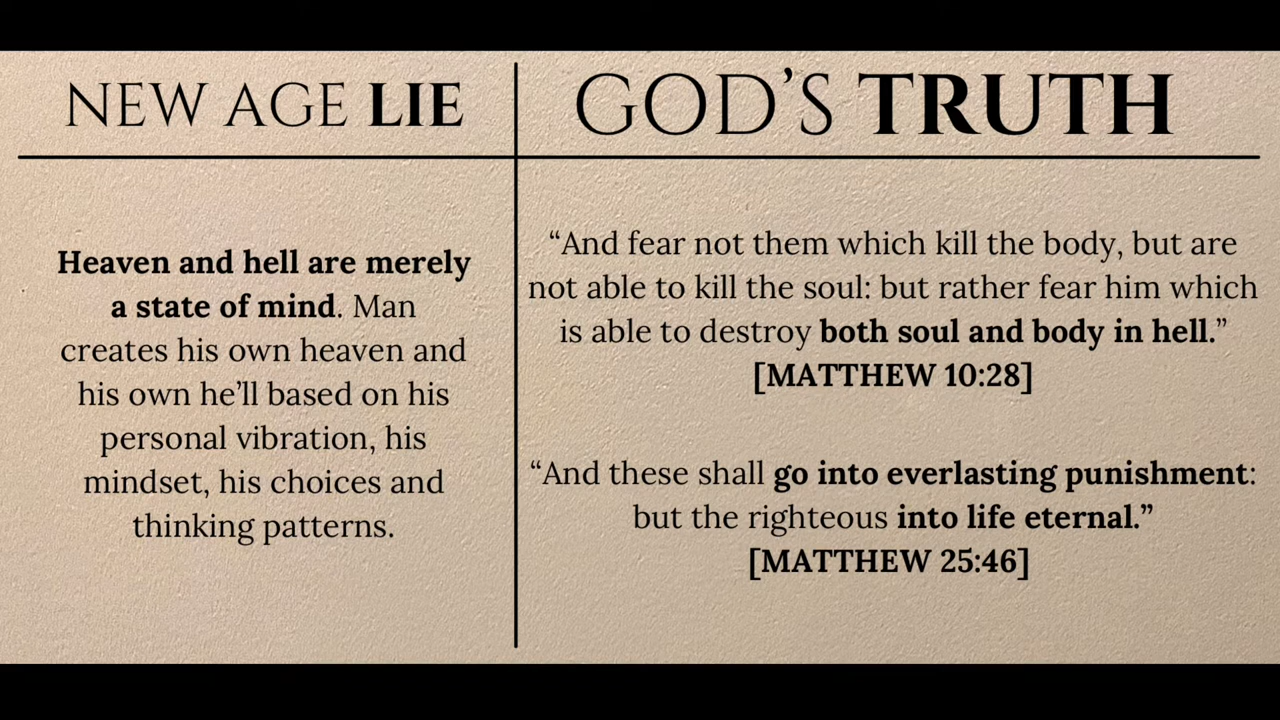 NEW AGE LIE
Heaven and hell are merely
a state of mind. Man
creates his own heaven and
his own he’ll based on his
personal vibration, his
mindset, his choices and
thinking patterns.
GOD’S TRUTH
“And fear not them which kill the body, but are
not able to kill the soul: but rather fear him which
is able to destroy both soul and body in hell.”
[MATTHEW 10:28]
“And these shall go into everlasting punishment:
but the righteous into life eternal.”
[MATTHEW 25:46]